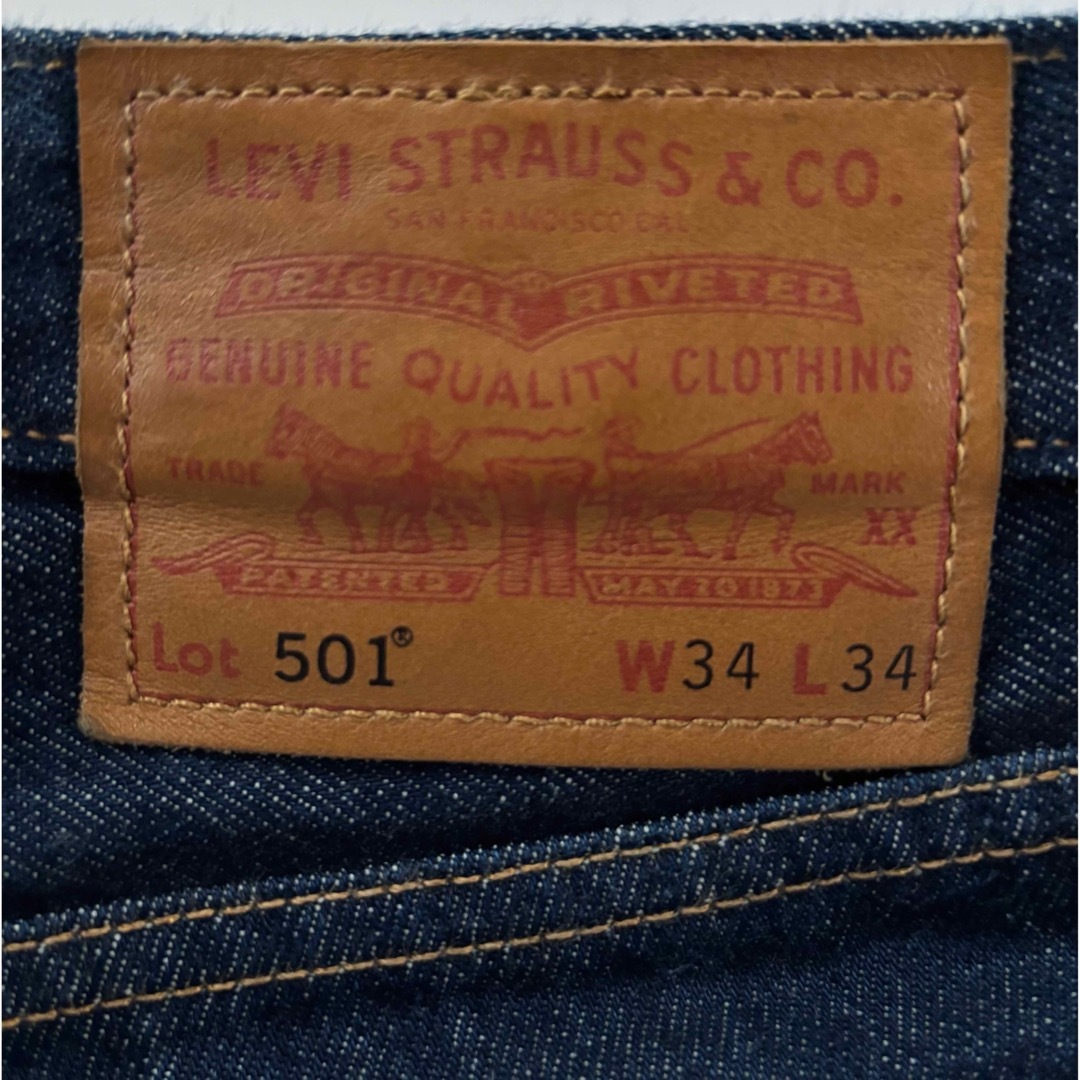 LEVI STRAUSS & CO.
SAN FRANCISCO CAL
ORIGINAL RIVETED
GENUINE QUALITY CLOTHING
TRADE MARK
XX
PATENTED MAY 20 1873
Lot 501® W34 L34